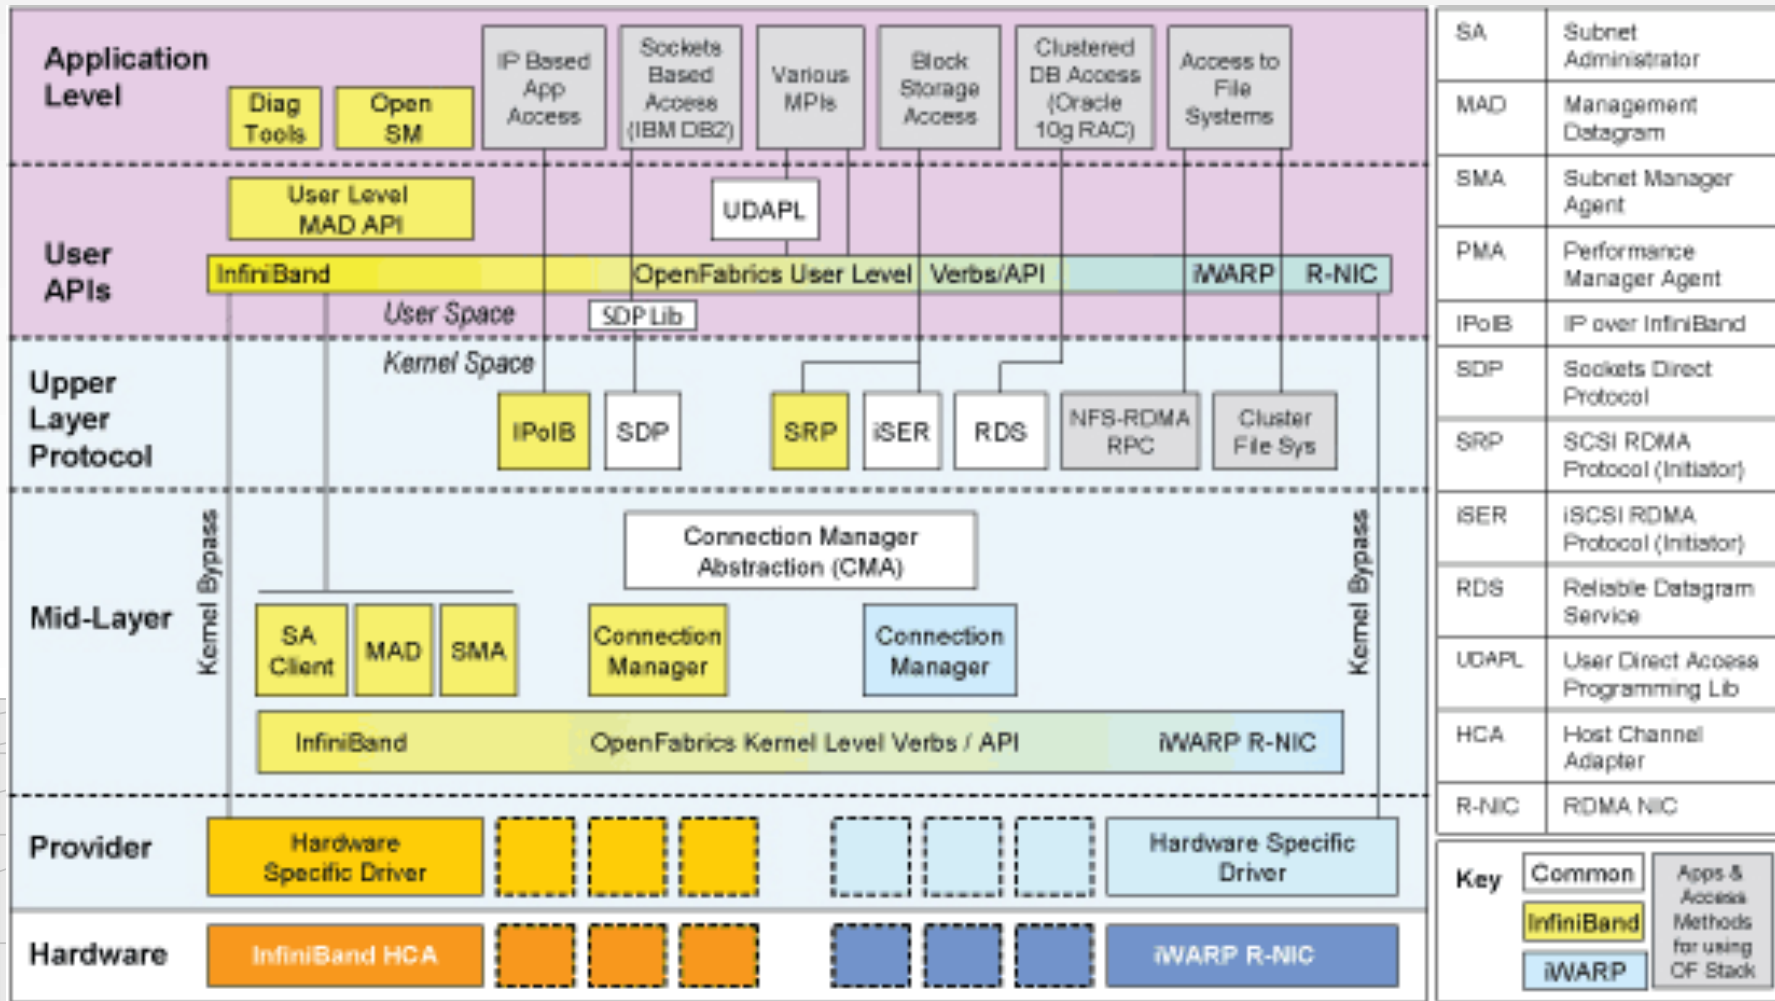 Application
Level
Diag
Tools
Open
SM
IP Based
App
Access
Sockets
Based
Access
(IBM DB2)
Various
MPIs
Block
Storage
Access
Clustered
DB Access
(Oracle
10g RAC)
Access to
File
Systems
User
APIs
User Level
MAD API
UDAPL
InfiniBand
OpenFabrics User Level Verbs/API
iWARP R-NIC
User Space
SDP Lib
Kernel Space
Upper
Layer
Protocol
IPoIB
SDP
SRP
iSER
RDS
NFS-RDMA
RPC
Cluster
File Sys
Mid-Layer
Kernel Bypass
Connection Manager
Abstraction (CMA)
SA
Client
MAD
SMA
Connection
Manager
Connection
Manager
Kernel Bypass
InfiniBand
OpenFabrics Kernel Level Verbs / API
iWARP R-NIC
Provider
Hardware
Specific Driver
Hardware Specific
Driver
Hardware
InfiniBand HCA
iWARP R-NIC
SA Subnet
Administrator
MAD Management
Datagram
SMA Subnet Manager
Agent
PMA Performance
Manager Agent
IPoIB IP over InfiniBand
SDP Sockets Direct
Protocol
SRP SCSI RDMA
Protocol (Initiator)
iSER iSCSI RDMA
Protocol (Initiator)
RDS Reliable Datagram
Service
UDAPL User Direct Access
Programming Lib
HCA Host Channel
Adapter
R-NIC RDMA NIC
Key
Common
InfiniBand
iWARP
Apps &
Access
Methods
for using
OF Stack